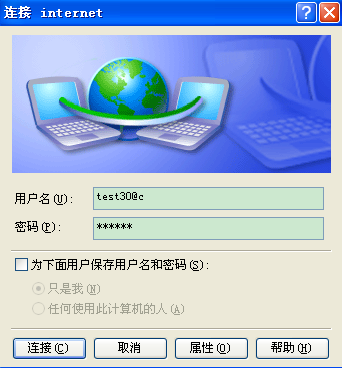 连接 internet
用户名(U): test30@c
密码(P): ******
为下面用户保存用户名和密码(S):
只是我(N)
任何使用此计算机的人(A)
连接(C) 取消 属性(O) 帮助(H)